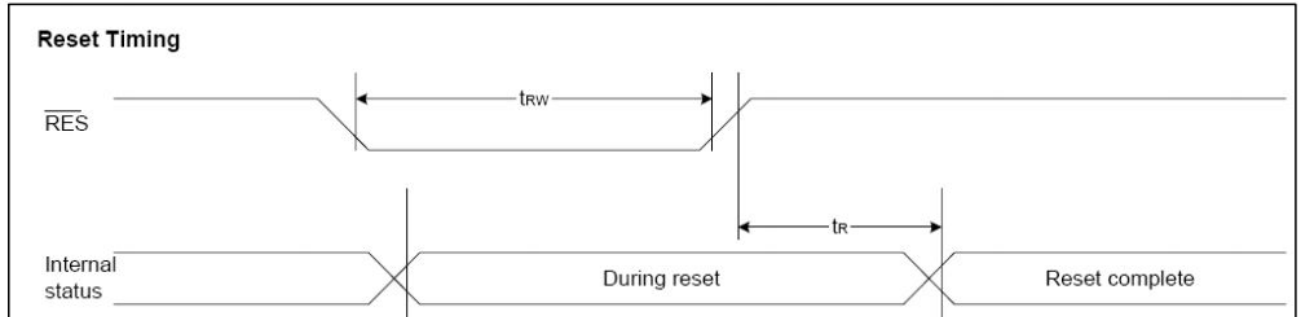 Reset Timing
tRW
RES
tR
Internal
status
During reset
Reset complete